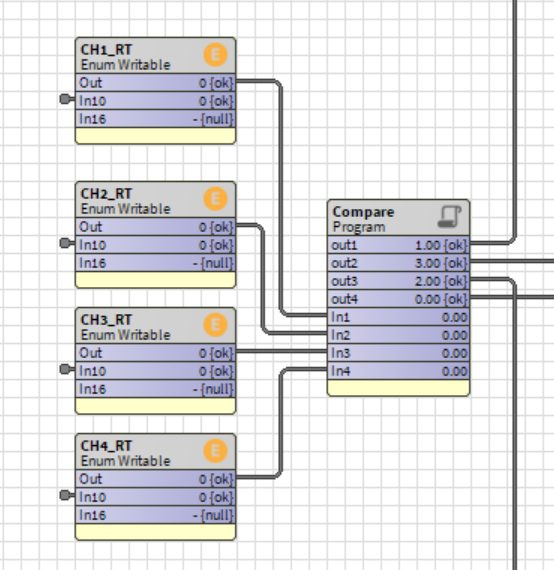 CH1_RT
Enum Writable
E
Out 0 {ok}
In10 0 {ok}
In16 - {null}
CH2_RT
Enum Writable
E
Out 0 {ok}
In10 0 {ok}
In16 - {null}
CH3_RT
Enum Writable
E
Out 0 {ok}
In10 0 {ok}
In16 - {null}
CH4_RT
Enum Writable
E
Out 0 {ok}
In10 0 {ok}
In16 - {null}
Compare
Program
out1 1.00 {ok}
out2 3.00 {ok}
out3 2.00 {ok}
out4 0.00 {ok}
In1 0.00
In2 0.00
In3 0.00
In4 0.00